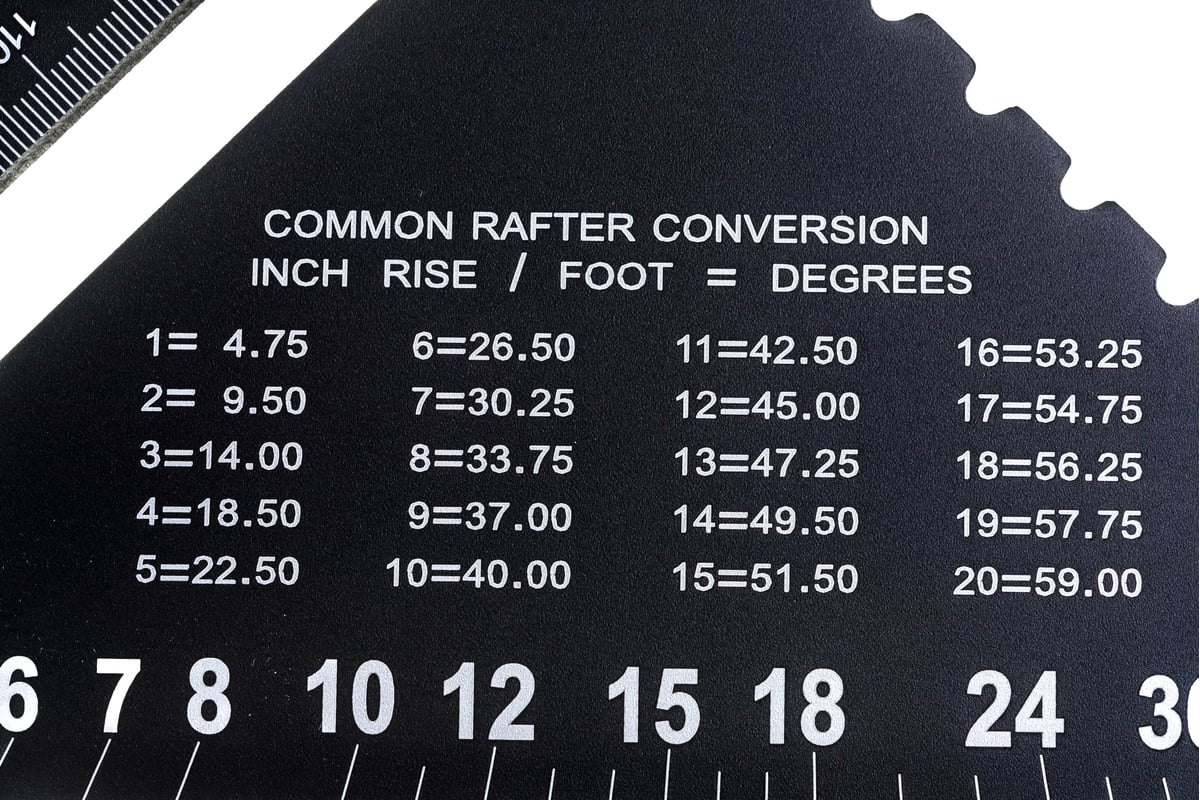 110
COMMON RAFTER CONVERSION
INCH RISE / FOOT = DEGREES
1= 4.75 6=26.50 11=42.50 16=53.25
2= 9.50 7=30.25 12=45.00 17=54.75
3=14.00 8=33.75 13=47.25 18=56.25
4=18.50 9=37.00 14=49.50 19=57.75
5=22.50 10=40.00 15=51.50 20=59.00
6 7 8 10 12 15 18 24 30